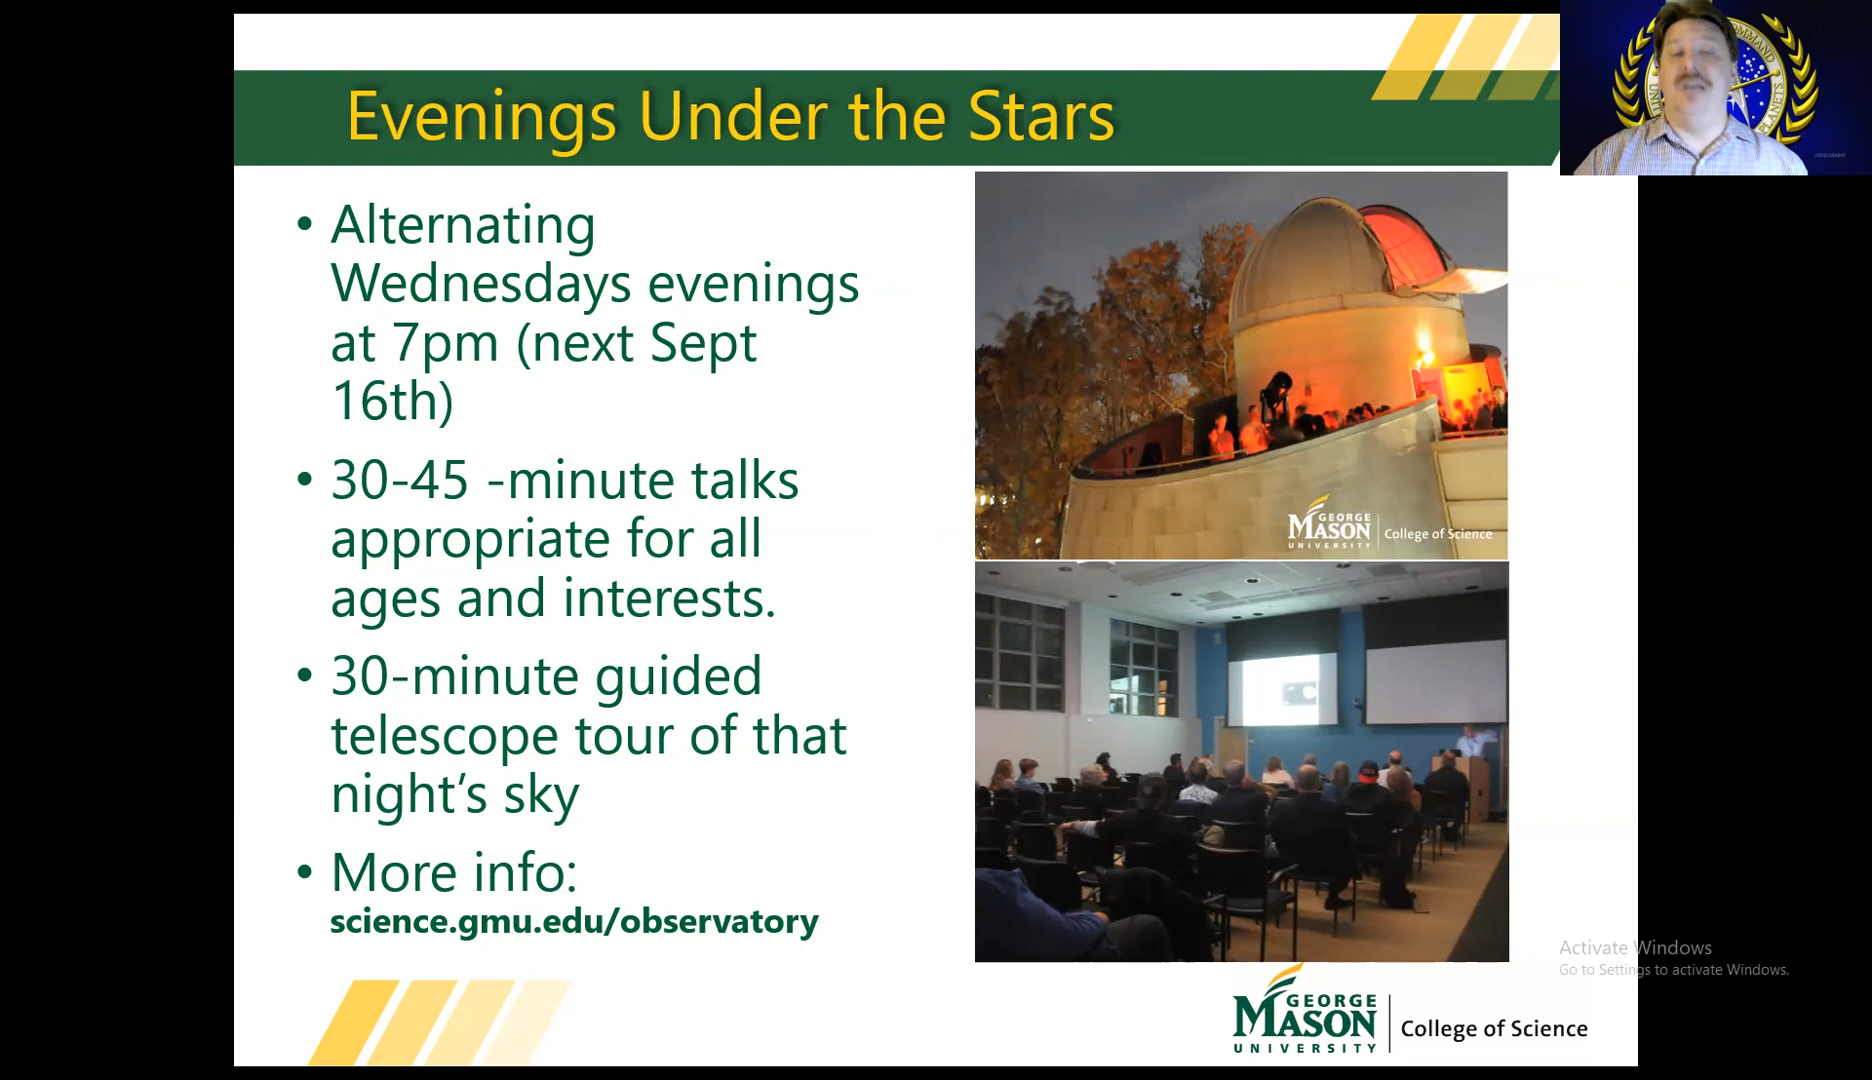 Evenings Under the Stars
• Alternating
Wednesdays evenings
at 7pm (next Sept
16th)
• 30-45 -minute talks
appropriate for all
ages and interests.
• 30-minute guided
telescope tour of that
night’s sky
• More info:
science.gmu.edu/observatory
GEORGE
MASON
UNIVERSITY
College of Science
GEORGE
MASON
UNIVERSITY
College of Science
COMMAND
UNIT
PLANETS
Activate Windows
Go to Settings to activate Windows.